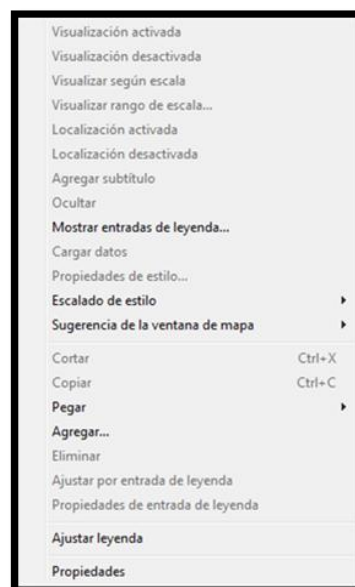 Visualización activada
Visualización desactivada
Visualizar según escala
Visualizar rango de escala...
Localización activada
Localización desactivada
Agregar subtítulo
Ocultar
Mostrar entradas de leyenda...
Cargar datos
Propiedades de estilo...
Escalado de estilo
Sugerencia de la ventana de mapa
Cortar Ctrl+X
Copiar Ctrl+C
Pegar
Agregar...
Eliminar
Ajustar por entrada de leyenda
Propiedades de entrada de leyenda
Ajustar leyenda
Propiedades